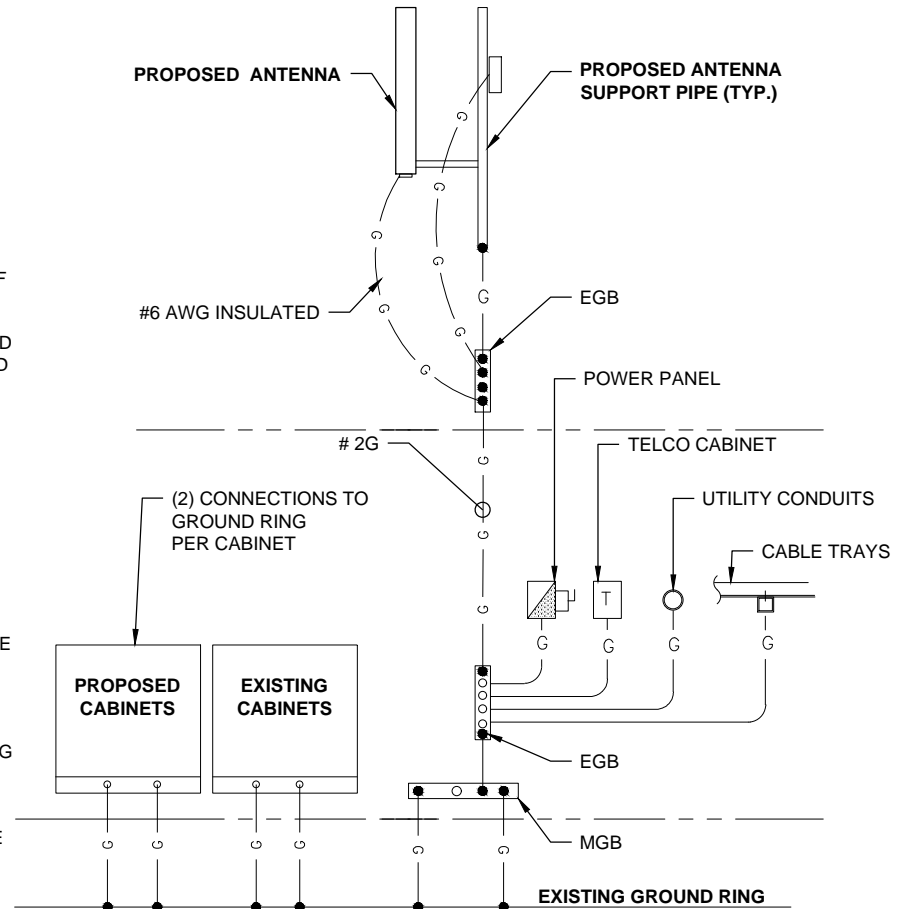 PROPOSED ANTENNA
PROPOSED ANTENNA
SUPPORT PIPE (TYP.)
G
G
F
G
G
G
G
G
EGB
#6 AWG INSULATED
G
D
D
G
G
POWER PANEL
# 2G
TELCO CABINET
G
(2) CONNECTIONS TO
GROUND RING
PER CABINET
UTILITY CONDUITS
G
CABLE TRAYS
T
G
G
G
G
G
E
PROPOSED
CABINETS
EXISTING
CABINETS
G
EGB
E
MGB
G
G
G
G
G
G
EXISTING GROUND RING